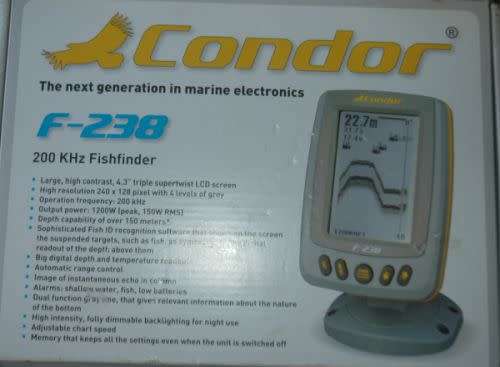 Condor®
The next generation in marine electronics
F-238
200 KHz Fishfinder
• Large, high contrast, 4.3" triple supertwist LCD screen
• High resolution 240 x 128 pixel with 4 levels of grey
• Operation frequency: 200 kHz
• Output power: 1200W (peak, 150W RMS)
• Depth capability of over 150 meters*
• Sophisticated Fish ID recognition software that shows on the screen
the suspended targets, such as fish, as symbols with the
readout of the depth above them
• Big digital depth and temperature readout
• Automatic range control
• Image of instantaneous echo in column
• Alarms: shallow water, fish, low batteries
• Dual function grayline, that gives relevant information about the nature
of the bottom
• High intensity, fully dimmable backlighting for night use
• Adjustable chart speed
• Memory that keeps all the settings even when the unit is switched off
Condor
22.7m
F-238